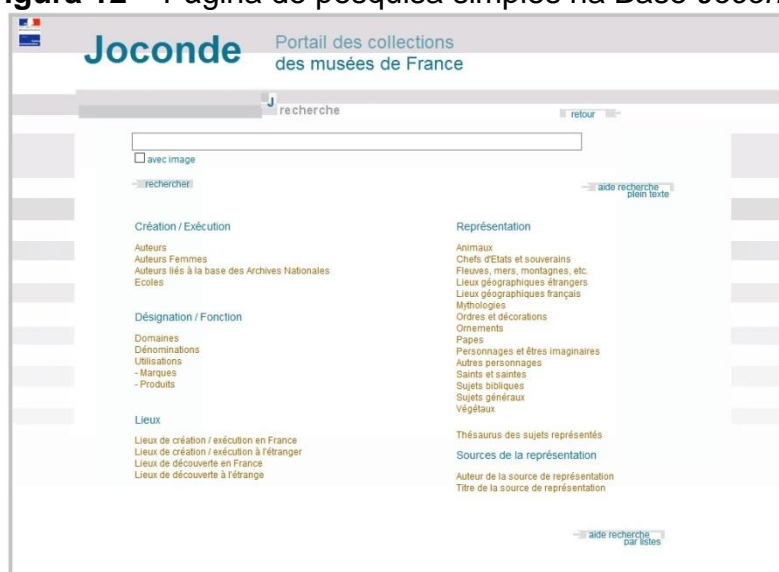 gura 12 – Página de pesquisa simples na Base Joco
Joconde
Portail des collections
des musées de France
J
recherche
retour
avec image
rechercher
aide recherche
plein texte
Création / Exécution
Auteurs
Auteurs Femmes
Auteurs liés à la base des Archives Nationales
Ecoles
Désignation / Fonction
Domaines
Dénominations
Utilisations
- Marques
- Produits
Lieux
Lieux de création / exécution en France
Lieux de création / exécution à l'étranger
Lieux de découverte en France
Lieux de découverte à l'étrange
Représentation
Animaux
Chefs d'Etats et souverains
Fleuves, mers, montagnes, etc.
Lieux géographiques étrangers
Lieux géographiques français
Mythologies
Ordres et décorations
Ornements
Papes
Personnages et êtres imaginaires
Autres personnages
Saints et saintes
Sujets bibliques
Sujets généraux
Végétaux
Thésaurus des sujets représentés
Sources de la représentation
Auteur de la source de représentation
Titre de la source de représentation
aide recherche
par listes